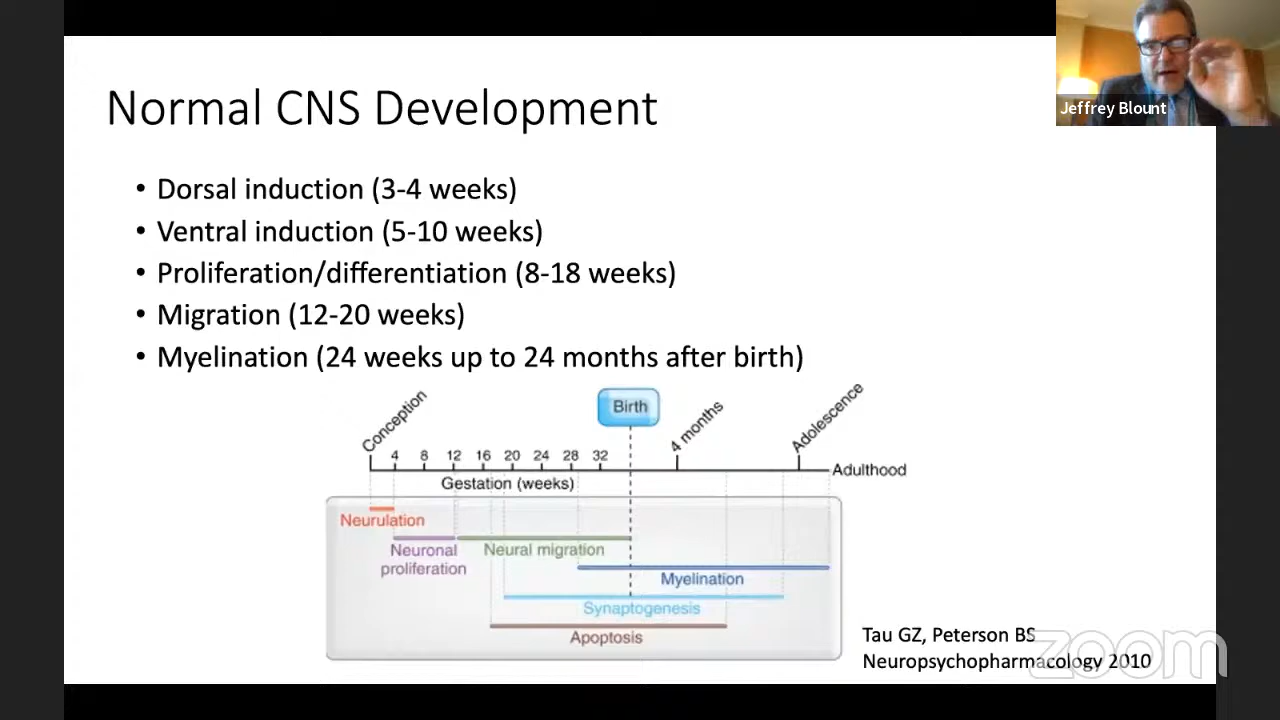 Jeffrey Blount
Normal CNS Development
• Dorsal induction (3-4 weeks)
• Ventral induction (5-10 weeks)
• Proliferation/differentiation (8-18 weeks)
• Migration (12-20 weeks)
• Myelination (24 weeks up to 24 months after birth)
Conception
Birth
4 months
Adolescence
4 8 12 16 20 24 28 32
Adulthood
Gestation (weeks)
Neurulation
Neuronal
proliferation
Neural migration
Myelination
Synaptogenesis
Apoptosis
Tau GZ, Peterson BS
Neuropsychopharmacology 2010
zoom